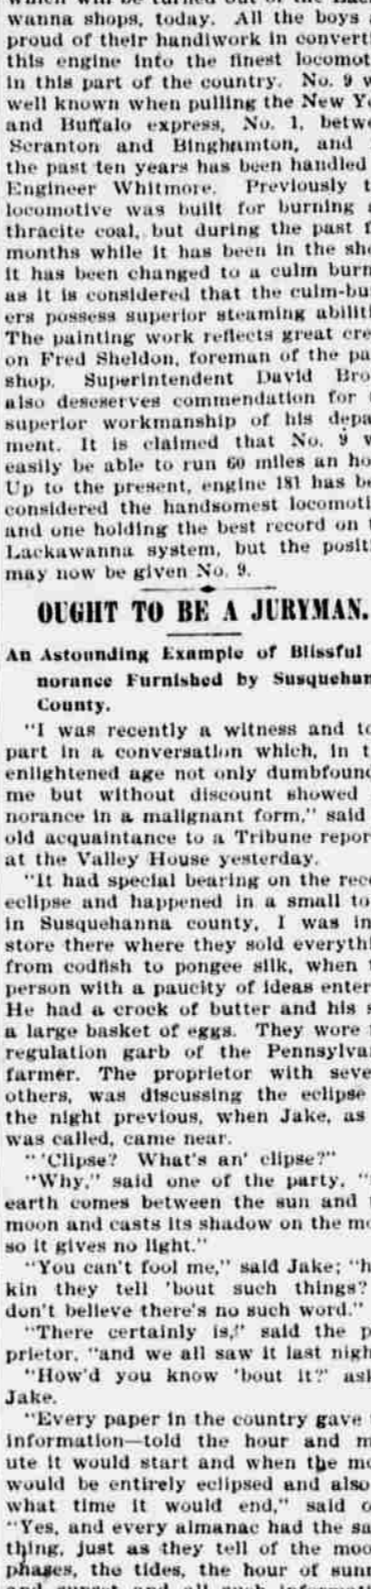 wanna shops, today. All the boys a
proud of their handiwork in converti
this engine into the finest locomot
in this part of the country. No. 9 w
well known when pulling the New Yo
and Buffalo express, No. 1, betwe
Scranton and Binghamton, and
the past ten years has been handled
Engineer Whitmore. Previously t
locomotive was built for burning a
thracite coal, but during the past f
months while it has been in the sho
it has been changed to a culm burn
as it is considered that the culm-bu
ers possess superior steaming abiliti
The painting work reflects great cre
on Fred Sheldon, foreman of the pa
shop. Superintendent David Bro
also deseserves commendation for
superior workmanship of his depa
ment. It is claimed that No. 9 w
easily be able to run 60 miles an ho
Up to the present, engine 181 has be
considered the handsomest locomoti
and one holding the best record on t
Lackawanna system, but the positi
may now be given No. 9.
OUGHT TO BE A JURYMAN.
An Astounding Example of Blissful
norance Furnished by Susquehan
County.
"I was recently a witness and to
part in a conversation which, in t
enlightened age not only dumbfound
me but without discount showed
norance in a malignant form," said
old acquaintance to a Tribune repor
at the Valley House yesterday.
"It had special bearing on the rece
eclipse and happened in a small to
in Susquehanna county, I was in
store there where they sold everythi
from codfish to pongee silk, when t
person with a paucity of ideas enter
He had a crock of butter and his s
a large basket of eggs. They wore t
regulation garb of the Pennsylva
farmer. The proprietor with seve
others, was discussing the eclipse
the night previous, when Jake, as
was called, came near.
"'Clipse? What's an' clipse?"
"Why," said one of the party, "
earth comes between the sun and t
moon and casts its shadow on the mo
so it gives no light."
"You can't fool me," said Jake; "h
kin they tell 'bout such things?
don't believe there's no such word."
"There certainly is," said the p
prietor, "and we all saw it last nigh
"How'd you know 'bout it?' ask
Jake.
"Every paper in the country gave t
information—told the hour and m
ute it would start and when the mo
would be entirely eclipsed and also
what time it would end," said o
"Yes, and every almanac had the sa
thing, just as they tell of the moo
phases, the tides, the hour of sunr